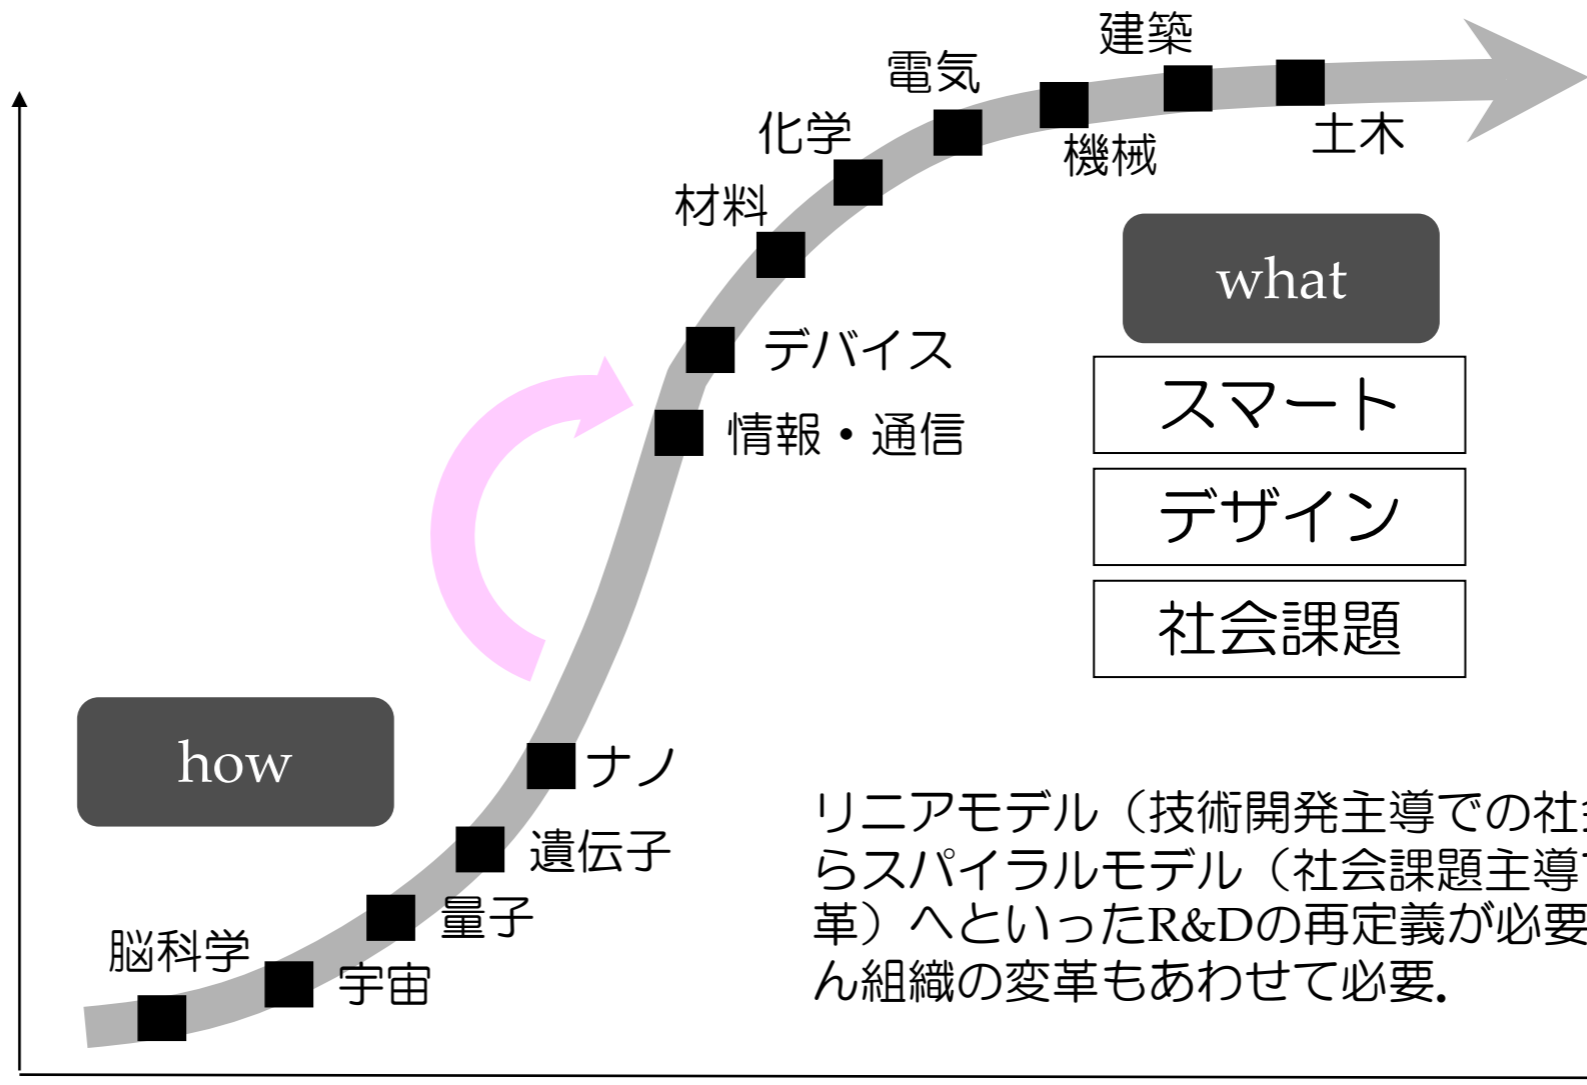 建築
電気
化学
機械
土木
材料
what
デバイス
スマート
情報・通信
デザイン
社会課題
how
ナノ
遺伝子
量子
脳科学
宇宙
リニアモデル（技術開発主導での社会
らスパイラルモデル（社会課題主導で
革）へといったR&Dの再定義が必要
ん組織の変革もあわせて必要.